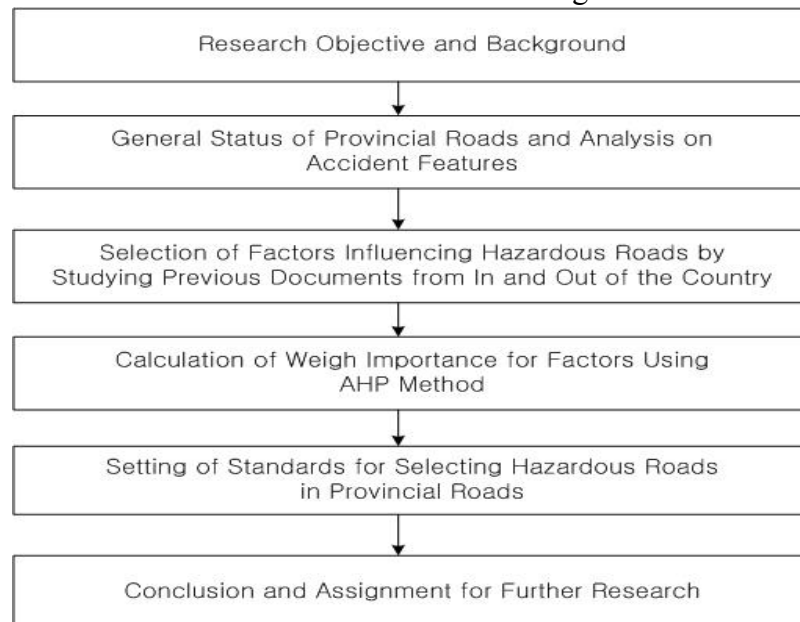 Research Objective and Background
General Status of Provincial Roads and Analysis on
Accident Features
Selection of Factors Influencing Hazardous Roads by
Studying Previous Documents from In and Out of the Country
Calculation of Weigh Importance for Factors Using
AHP Method
Setting of Standards for Selecting Hazardous Roads
in Provincial Roads
Conclusion and Assignment for Further Research